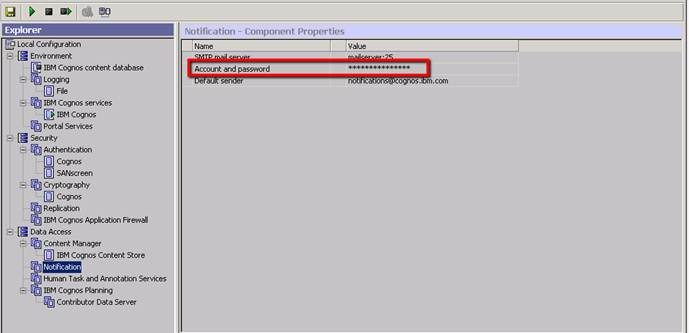 Explorer
Local Configuration
Environment
IBM Cognos content database
Logging
File
IBM Cognos services
IBM Cognos
Portal Services
Security
Authentication
Cognos
SANscreen
Cryptography
Cognos
Replication
IBM Cognos Application Firewall
Data Access
Content Manager
IBM Cognos Content Store
Notification
Human Task and Annotation Services
IBM Cognos Planning
Contributor Data Server
Notification - Component Properties
Name Value
SMTP mail server mailserver:25
Account and password ***************
Default sender notifications@cognos.ibm.com